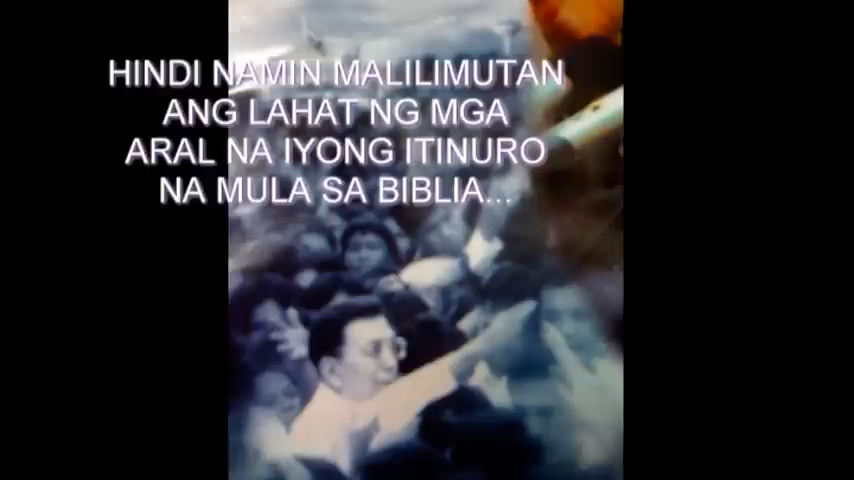 HINDI NAMIN MALILIMUTAN
ANG LAHAT NG MGA
ARAL NA IYONG ITINURO
NA MULA SA BIBLIA...